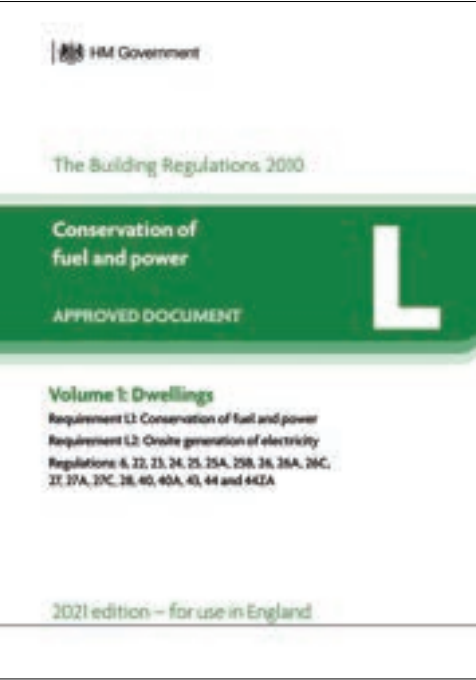 HM Government
The Building Regulations 2010
Conservation of
fuel and power
L
APPROVED DOCUMENT
Volume 1: Dwellings
Requirement L1: Conservation of fuel and power
Requirement L2: Onsite generation of electricity
Regulations: 6, 22, 23, 24, 25, 25A, 25B, 26, 26A, 26C,
27, 27A, 27C, 28, 40, 40A, 43, 44 and 44ZA
2021 edition – for use in England